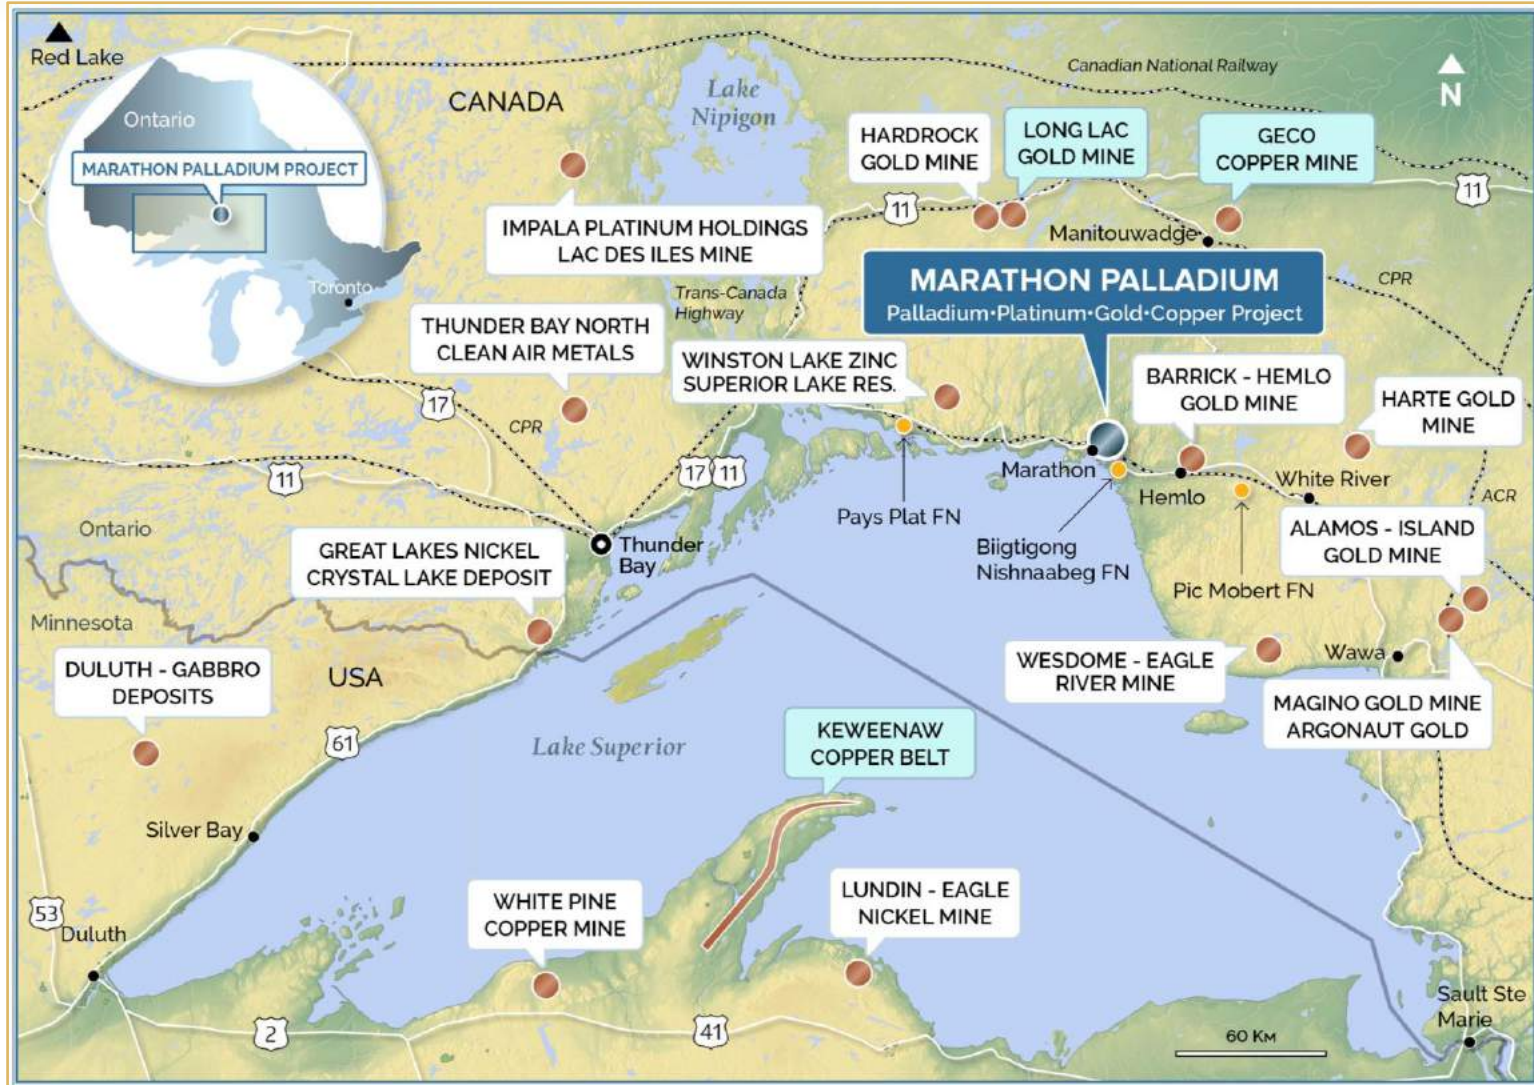 Red Lake
Ontario
MARATHON PALLADIUM PROJECT
Toronto
CANADA
Lake
Nipigon
Canadian National Railway
N
HARDROCK
GOLD MINE
LONG LAC
GOLD MINE
GECO
COPPER MINE
11
11
IMPALA PLATINUM HOLDINGS
LAC DES ILES MINE
Manitouwadge
MARATHON PALLADIUM
Palladium•Platinum•Gold•Copper Project
CPR
Trans-Canada
Highway
THUNDER BAY NORTH
CLEAN AIR METALS
WINSTON LAKE ZINC
SUPERIOR LAKE RES.
BARRICK - HEMLO
GOLD MINE
HARTE GOLD
MINE
17
CPR
11
17
11
Marathon
Hemlo
White River
ACR
Pays Plat FN
Biigtigong
Nishnaabeg FN
Pic Mobert FN
ALAMOS - ISLAND
GOLD MINE
Ontario
GREAT LAKES NICKEL
CRYSTAL LAKE DEPOSIT
Thunder
Bay
Minnesota
USA
DULUTH - GABBRO
DEPOSITS
WESDOME - EAGLE
RIVER MINE
Wawa
MAGINO GOLD MINE
ARGONAUT GOLD
61
Lake Superior
KEWEENAW
COPPER BELT
Silver Bay
WHITE PINE
COPPER MINE
LUNDIN - EAGLE
NICKEL MINE
53
Duluth
2
41
60 KM
Sault Ste
Marie